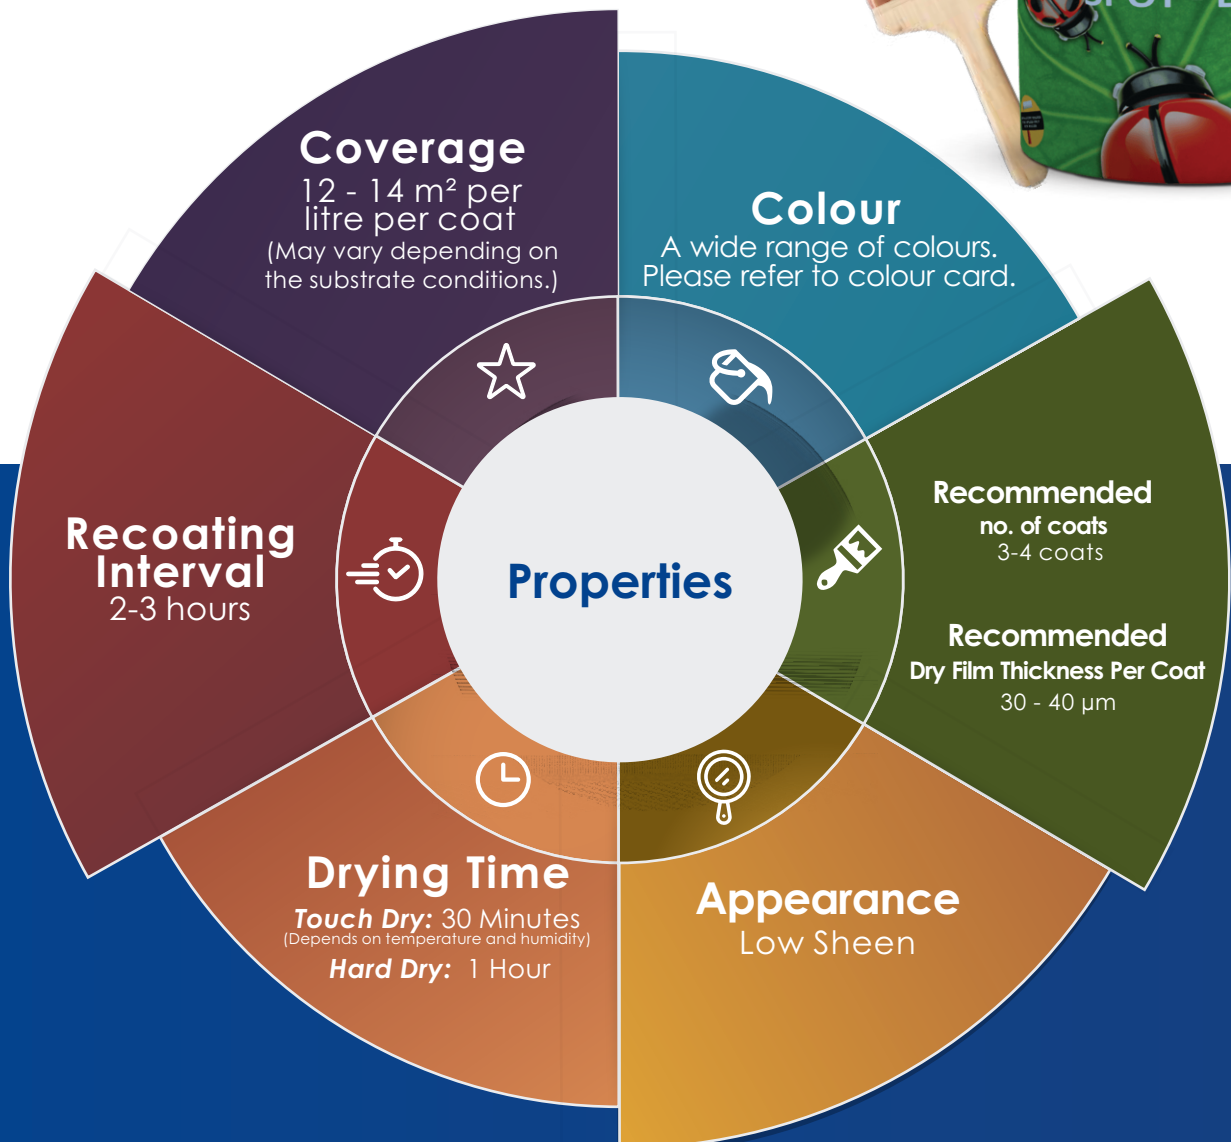 Coverage
12 - 14 m² per
litre per coat
(May vary depending on
the substrate conditions.)
Colour
A wide range of colours.
Please refer to colour card.
Recommended
no. of coats
3-4 coats
Recommended
Dry Film Thickness Per Coat
30 - 40 µm
Appearance
Low Sheen
Drying Time
Touch Dry: 30 Minutes
(Depends on temperature and humidity)
Hard Dry: 1 Hour
Recoating
Interval
2-3 hours
Properties